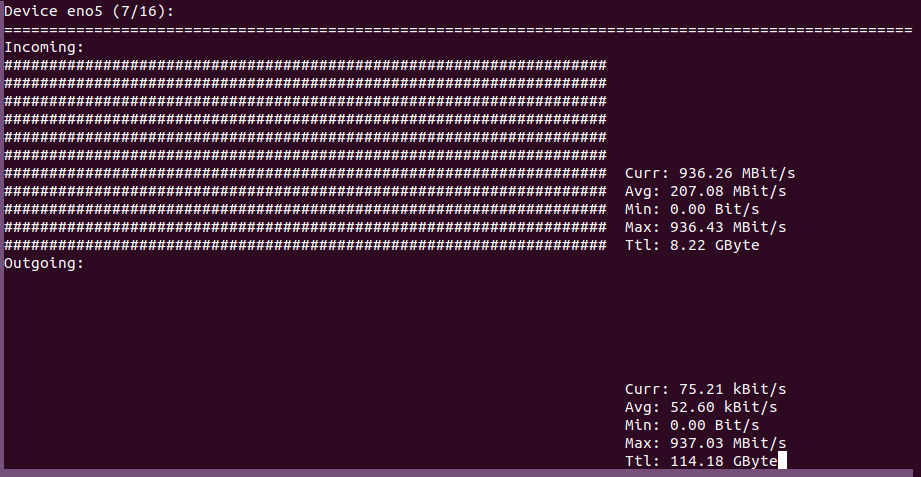 Device eno5 (7/16):
=====================================================================================================
Incoming:
###################################################################
###################################################################
###################################################################
###################################################################
###################################################################
###################################################################
################################################################### Curr: 936.26 MBit/s
################################################################### Avg: 207.08 MBit/s
################################################################### Min: 0.00 Bit/s
################################################################### Max: 936.43 MBit/s
################################################################### Ttl: 8.22 GByte
Outgoing:
Curr: 75.21 kBit/s
Avg: 52.60 kBit/s
Min: 0.00 Bit/s
Max: 937.03 MBit/s
Ttl: 114.18 GByte